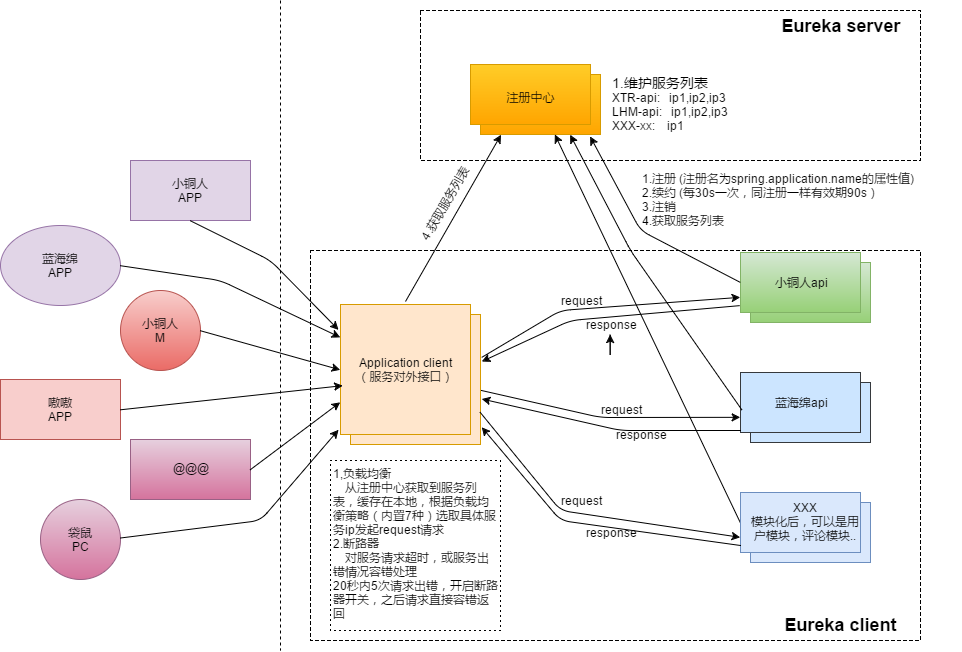 Eureka server
注册中心
1.维护服务列表
XTR-api: ip1,ip2,ip3
LHM-api: ip1,ip2,ip3
XXX-xx: ip1
4.获取服务列表
1.注册 (注册名为spring.application.name的属性值)
2.续约 (每30s一次，同注册一样有效期90s )
3.注销
4.获取服务列表
小铜人
APP
蓝海绵
APP
小铜人
M
嗷嗷
APP
@@@
袋鼠
PC
Application client
（服务对外接口）
request
response
小铜人api
request
response
蓝海绵api
request
response
XXX
模块化后，可以是用
户模块，评论模块..
1,负载均衡
从注册中心获取到服务列
表，缓存在本地，根据负载均
衡策略（内置7种）选取具体服
务ip发起request请求
2.断路器
对服务请求超时，或服务出
错情况容错处理
20秒内5次请求出错，开启断路
器开关，之后请求直接容错返
回
Eureka client